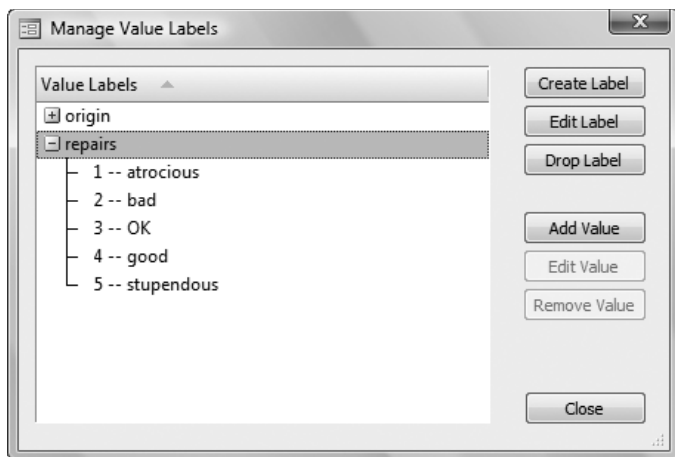 Manage Value Labels
Value Labels
origin
repairs
1 -- atrocious
2 -- bad
3 -- OK
4 -- good
5 -- stupendous
Create Label
Edit Label
Drop Label
Add Value
Edit Value
Remove Value
Close